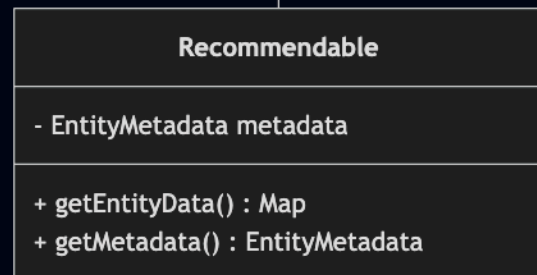 Recommendable
- EntityMetadata metadata
+ getEntityData() : Map
+ getMetadata() : EntityMetadata